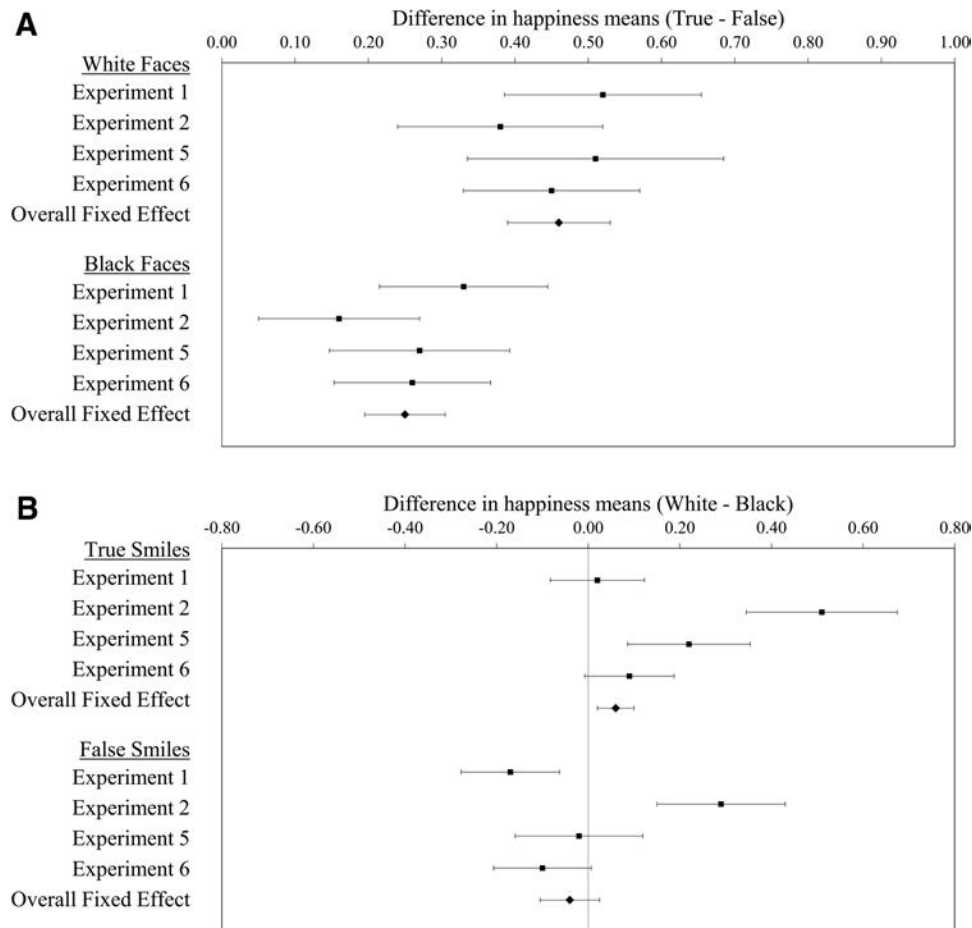 A
Difference in happiness means (True - False)
0.00 0.10 0.20 0.30 0.40 0.50 0.60 0.70 0.80 0.90 1.00
White Faces
Experiment 1
Experiment 2
Experiment 5
Experiment 6
Overall Fixed Effect
Black Faces
Experiment 1
Experiment 2
Experiment 5
Experiment 6
Overall Fixed Effect
B
Difference in happiness means (White - Black)
-0.80 -0.60 -0.40 -0.20 0.00 0.20 0.40 0.60 0.80
True Smiles
Experiment 1
Experiment 2
Experiment 5
Experiment 6
Overall Fixed Effect
False Smiles
Experiment 1
Experiment 2
Experiment 5
Experiment 6
Overall Fixed Effect